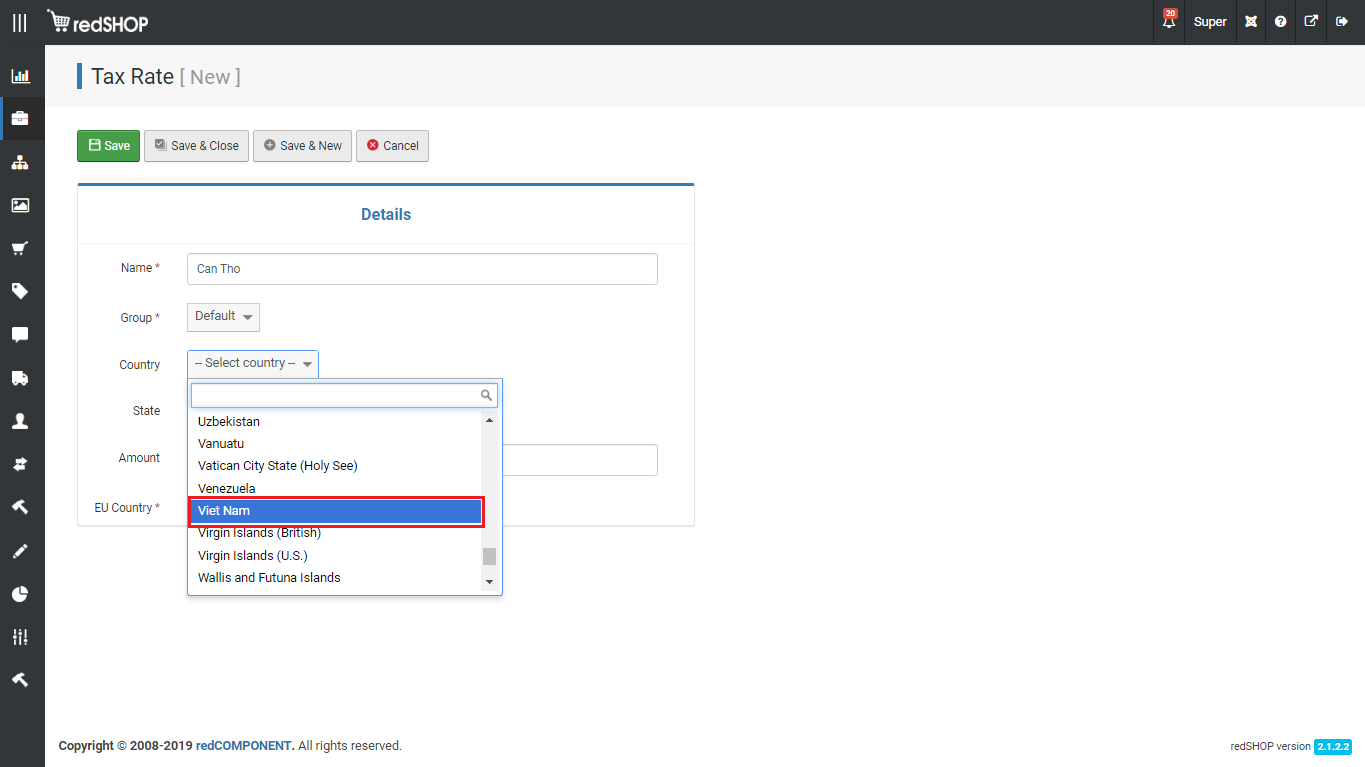 redSHOP
20
Super
Tax Rate [ New ]
Save
Save & Close
Save & New
Cancel
Details
Name *
Can Tho
Group *
Default
Country
-- Select country --
State
Amount
EU Country *
Uzbekistan
Vanuatu
Vatican City State (Holy See)
Venezuela
Viet Nam
Virgin Islands (British)
Virgin Islands (U.S.)
Wallis and Futuna Islands
Copyright © 2008-2019 redCOMPONENT. All rights reserved.
redSHOP version 2.1.2.2